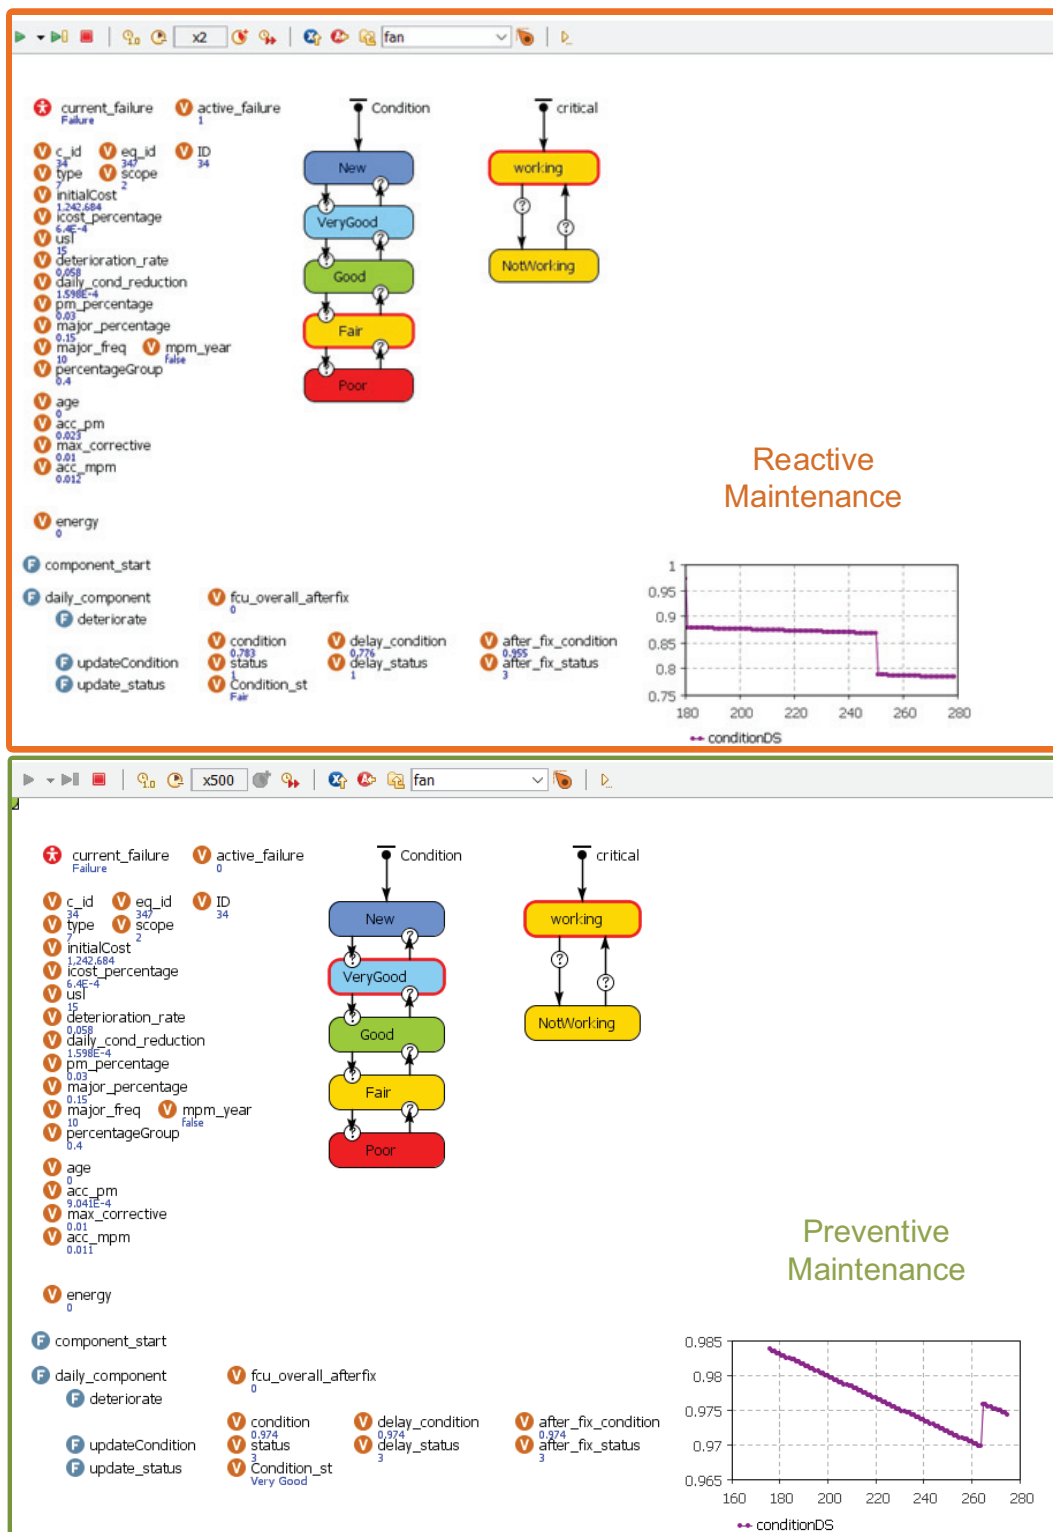 x2 fan
current_failure active_failure Condition critical
Failure 1
c_id eq_id ID
34 347 34
type scope New working
7 2
initialCost
1,242.684
icost_percentage VeryGood
6.4E-4
usl
15
deterioration_rate NotWorking
0.058
daily_cond_reduction Good
1.598E-4
pm_percentage
0.03
major_percentage Fair
0.15
major_freq mpm_year
10 false
percentageGroup
0.4 Poor
age
0
acc_pm
0.023
max_corrective
0.01
acc_mpm
0.012
Reactive
Maintenance
energy
0
component_start
daily_component fcu_overall_afterfix
0
deteriorate
condition delay_condition after_fix_condition
0.783 0.776 0.955
updateCondition status delay_status after_fix_status
1 1 3
update_status Condition_st
Fair
1
0.95
0.9
0.85
0.8
0.75
180 200 220 240 260 280
conditionDS
x500 fan
current_failure active_failure Condition critical
Failure 0
c_id eq_id ID
34 347 34
type scope New working
7 2
initialCost
1,242.684
icost_percentage
6.4E-4
usl VeryGood
15
deterioration_rate
0.058
daily_cond_reduction Good NotWorking
1.598E-4
pm_percentage
0.03
major_percentage Fair
0.15
major_freq mpm_year
10 false
percentageGroup
0.4 Poor
age
0
acc_pm
9.041E-4
max_corrective
0.01
acc_mpm
0.011
Preventive
Maintenance
energy
0
component_start
daily_component fcu_overall_afterfix
0
deteriorate
condition delay_condition after_fix_condition
0.974 0.974 0.974
updateCondition status delay_status after_fix_status
3 3 3
update_status Condition_st
Very Good
0.985
0.98
0.975
0.97
0.965
160 180 200 220 240 260 280
conditionDS